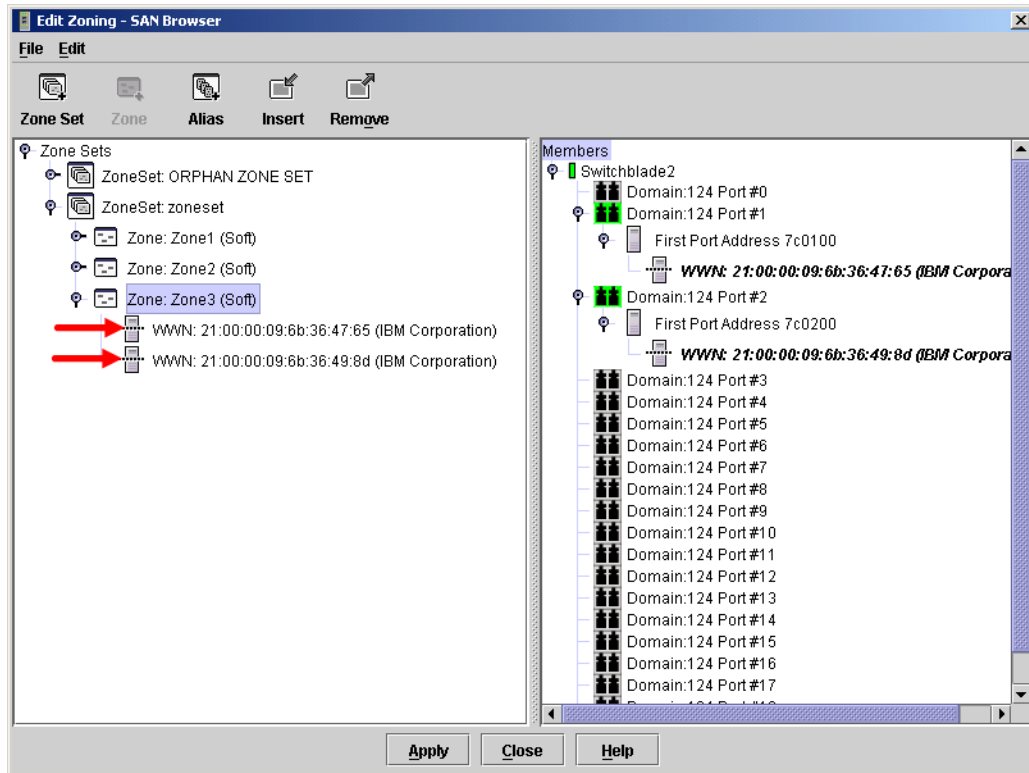 Edit Zoning - SAN Browser
File Edit
Zone Set Zone Alias Insert Remove
Zone Sets
ZoneSet: ORPHAN ZONE SET
ZoneSet: zoneset
Zone: Zone1 (Soft)
Zone: Zone2 (Soft)
Zone: Zone3 (Soft)
WWN: 21:00:00:09:6b:36:47:65 (IBM Corporation)
WWN: 21:00:00:09:6b:36:49:8d (IBM Corporation)
Members
Switchblade2
Domain:124 Port #0
Domain:124 Port #1
First Port Address 7c0100
WWN: 21:00:00:09:6b:36:47:65 (IBM Corpora
Domain:124 Port #2
First Port Address 7c0200
WWN: 21:00:00:09:6b:36:49:8d (IBM Corpora
Domain:124 Port #3
Domain:124 Port #4
Domain:124 Port #5
Domain:124 Port #6
Domain:124 Port #7
Domain:124 Port #8
Domain:124 Port #9
Domain:124 Port #10
Domain:124 Port #11
Domain:124 Port #12
Domain:124 Port #13
Domain:124 Port #14
Domain:124 Port #15
Domain:124 Port #16
Domain:124 Port #17
Apply Close Help